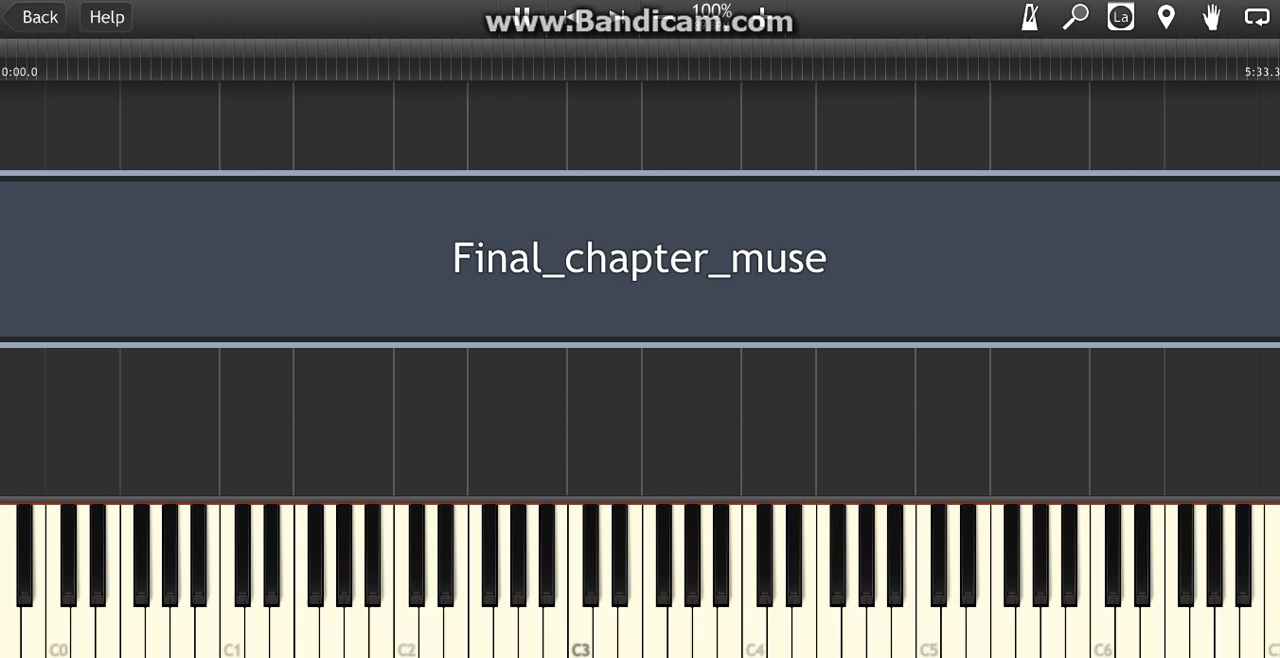 Back Help www.Bandicam.com 100% La
0:00.0 5:33.3
Final_chapter_muse
C0 C1 C2 C3 C4 C5 C6